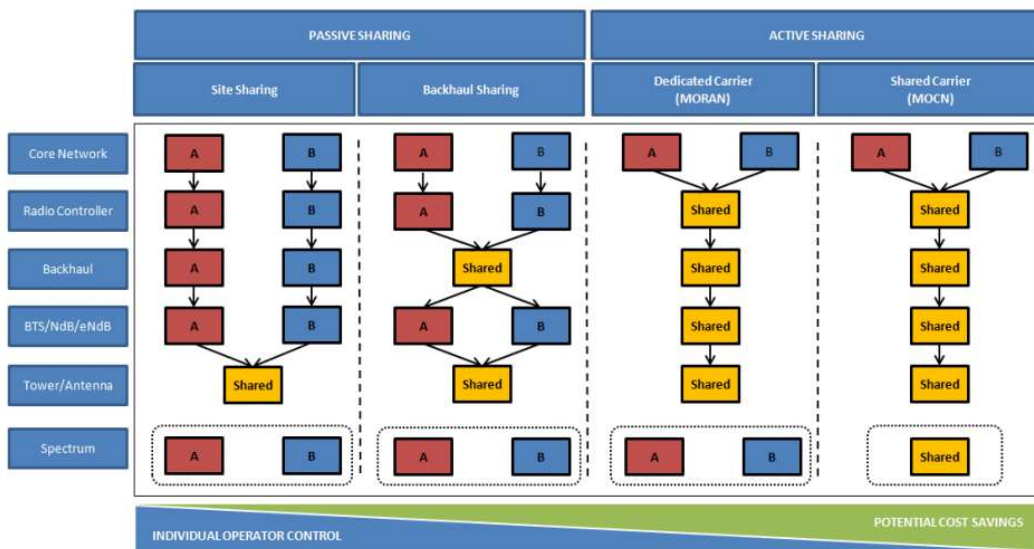 PASSIVE SHARING
ACTIVE SHARING
Site Sharing
Backhaul Sharing
Dedicated Carrier
(MORAN)
Shared Carrier
(MOCN)
Core Network
A
B
A
B
A
B
A
B
Radio Controller
A
B
A
B
Shared
Shared
Backhaul
A
B
Shared
Shared
Shared
BTS/NdB/eNdB
A
B
A
B
Shared
Shared
Tower/Antenna
Shared
Shared
Shared
Shared
Spectrum
A
B
A
B
A
B
Shared
POTENTIAL COST SAVINGS
INDIVIDUAL OPERATOR CONTROL